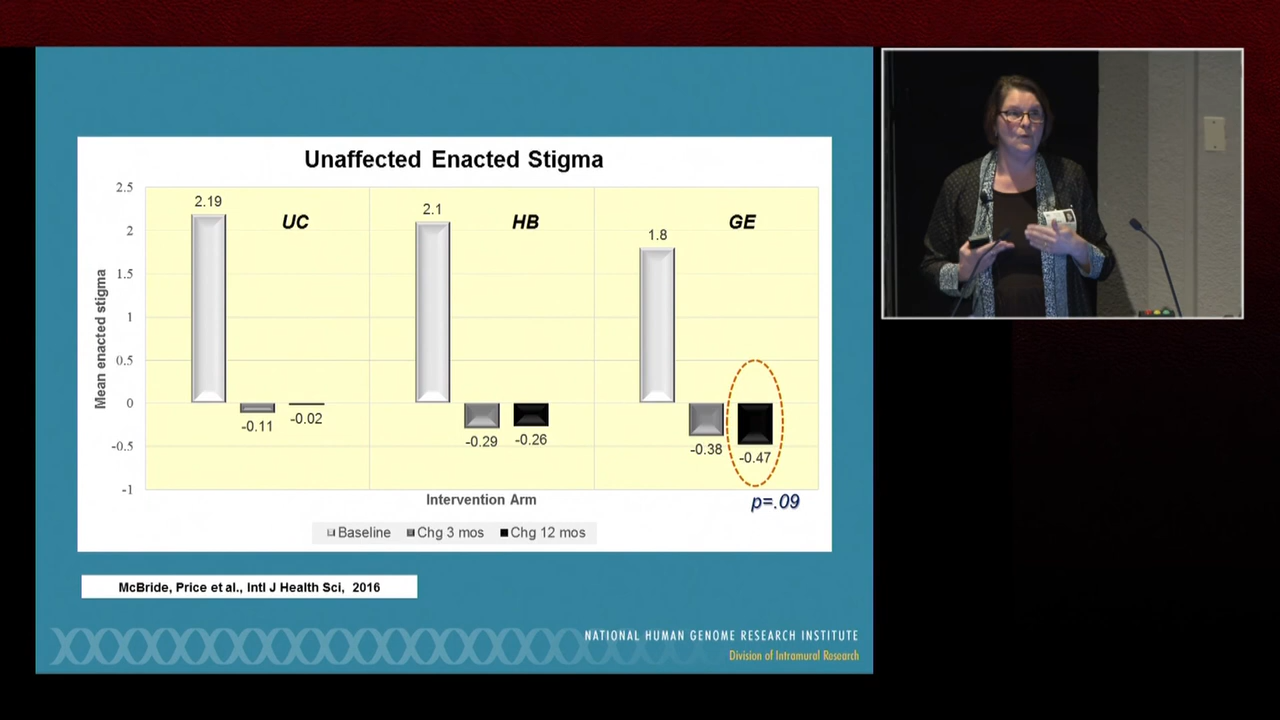 Unaffected Enacted Stigma
Mean enacted stigma
2.5
2
1.5
1
0.5
0
-0.5
-1
UC
HB
GE
2.19
-0.11
-0.02
2.1
-0.29
-0.26
1.8
-0.38
-0.47
Intervention Arm
p=.09
Baseline Chg 3 mos Chg 12 mos
McBride, Price et al., Intl J Health Sci, 2016
NATIONAL HUMAN GENOME RESEARCH INSTITUTE
Division of Intramural Research